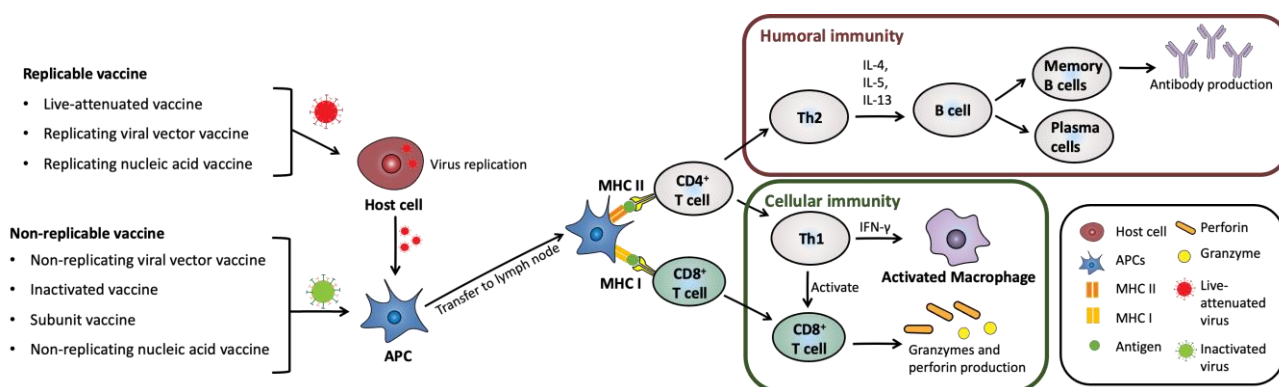 Replicable vaccine
• Live-attenuated vaccine
• Replicating viral vector vaccine
• Replicating nucleic acid vaccine
Virus replication
Host cell
Non-replicable vaccine
• Non-replicating viral vector vaccine
• Inactivated vaccine
• Subunit vaccine
• Non-replicating nucleic acid vaccine
APC
Transfer to lymph node
MHC II
MHC I
CD4+
T cell
CD8+
T cell
Humoral immunity
Th2
IL-4,
IL-5,
IL-13
B cell
Memory
B cells
Plasma
cells
Antibody production
Cellular immunity
Th1
IFN-γ
Activated Macrophage
Activate
CD8+
T cell
Granzymes and
perforin production
Host cell
APCs
MHC II
MHC I
Antigen
Perforin
Granzyme
Live-
attenuated
virus
Inactivated
virus